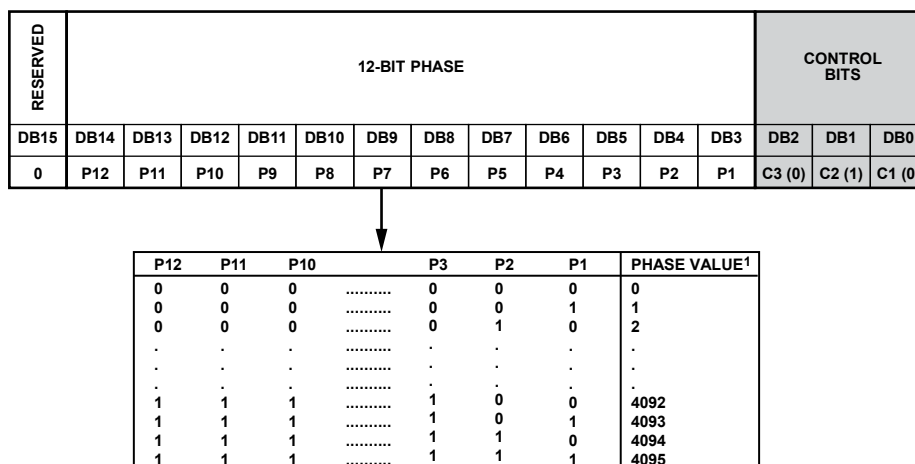 RESERVED
12-BIT PHASE
CONTROL
BITS
DB15 DB14 DB13 DB12 DB11 DB10 DB9 DB8 DB7 DB6 DB5 DB4 DB3 DB2 DB1 DB0
0 P12 P11 P10 P9 P8 P7 P6 P5 P4 P3 P2 P1 C3 (0) C2 (1) C1 (0
P12 P11 P10 P3 P2 P1 PHASE VALUE1
0 0 0 .......... 0 0 0 0
0 0 0 .......... 0 0 1 1
0 0 0 .......... 0 1 0 2
. . . .......... . . . .
. . . .......... . . . .
. . . .......... . . . .
1 1 1 .......... 1 0 0 4092
1 1 1 .......... 1 0 1 4093
1 1 1 .......... 1 1 0 4094
1 1 1 .......... 1 1 1 4095